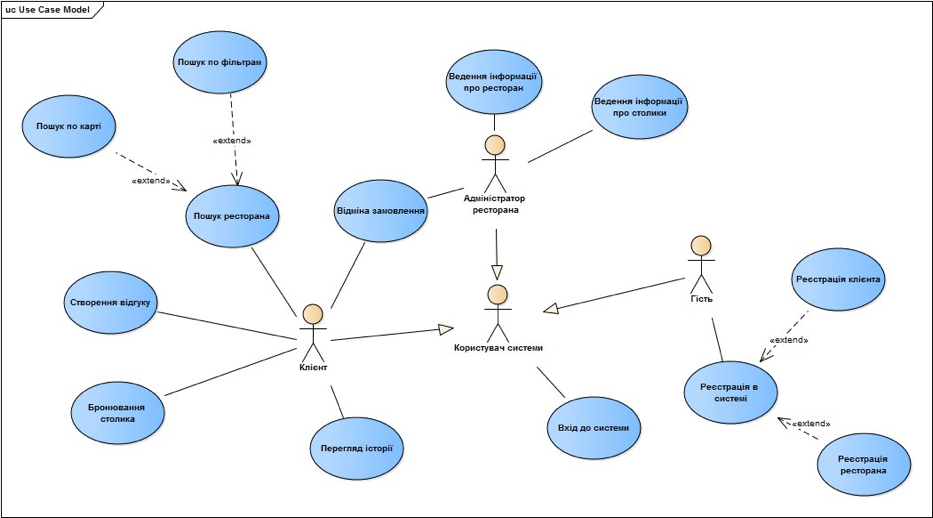 uc Use Case Model
Пошук по фільтрам
Ведення інформації
про ресторан
Ведення інформації
про столики
Пошук по карті
«extend»
«extend»
Пошук ресторана
Відміна замовлення
Адміністратор
ресторана
Створення відгуку
Клієнт
Користувач системи
Гість
Реєстрація клієнта
«extend»
Бронювання
столика
Перегляд історії
Вхід до системи
Реєстрація в
системі
«extend»
Реєстрація
ресторана